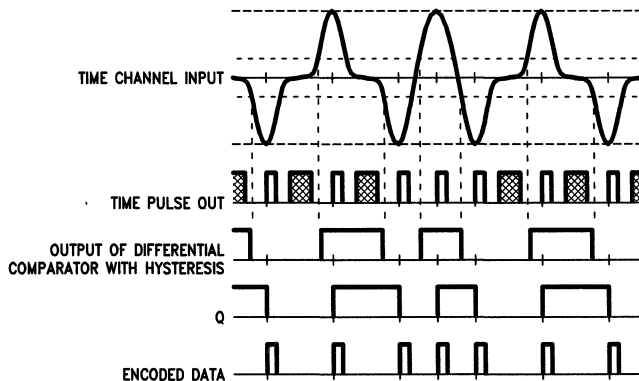 TIME CHANNEL INPUT
TIME PULSE OUT
OUTPUT OF DIFFERENTIAL
COMPARATOR WITH HYSTERESIS
Q
ENCODED DATA